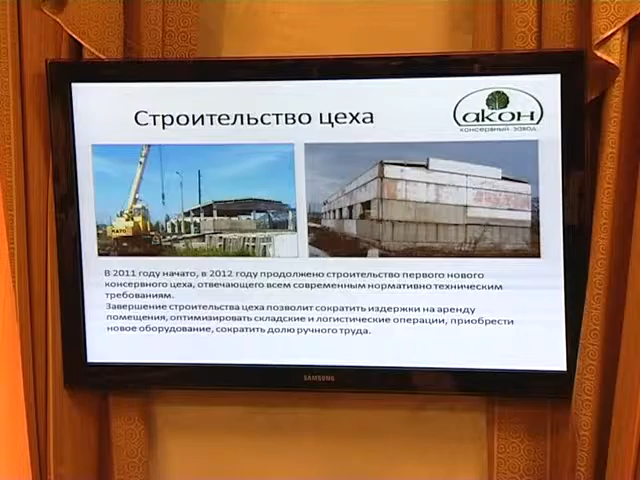 Строительство цеха
акон
консервный завод
КАТО
В 2011 году начато, в 2012 году продолжено строительство первого нового
консервного цеха, отвечающего всем современным нормативно техническим
требованиям.
Завершение строительства цеха позволит сократить издержки на аренду
помещения, оптимизировать складские и логистические операции, приобрести
новое оборудование, сократить долю ручного труда.
SAMSUNG